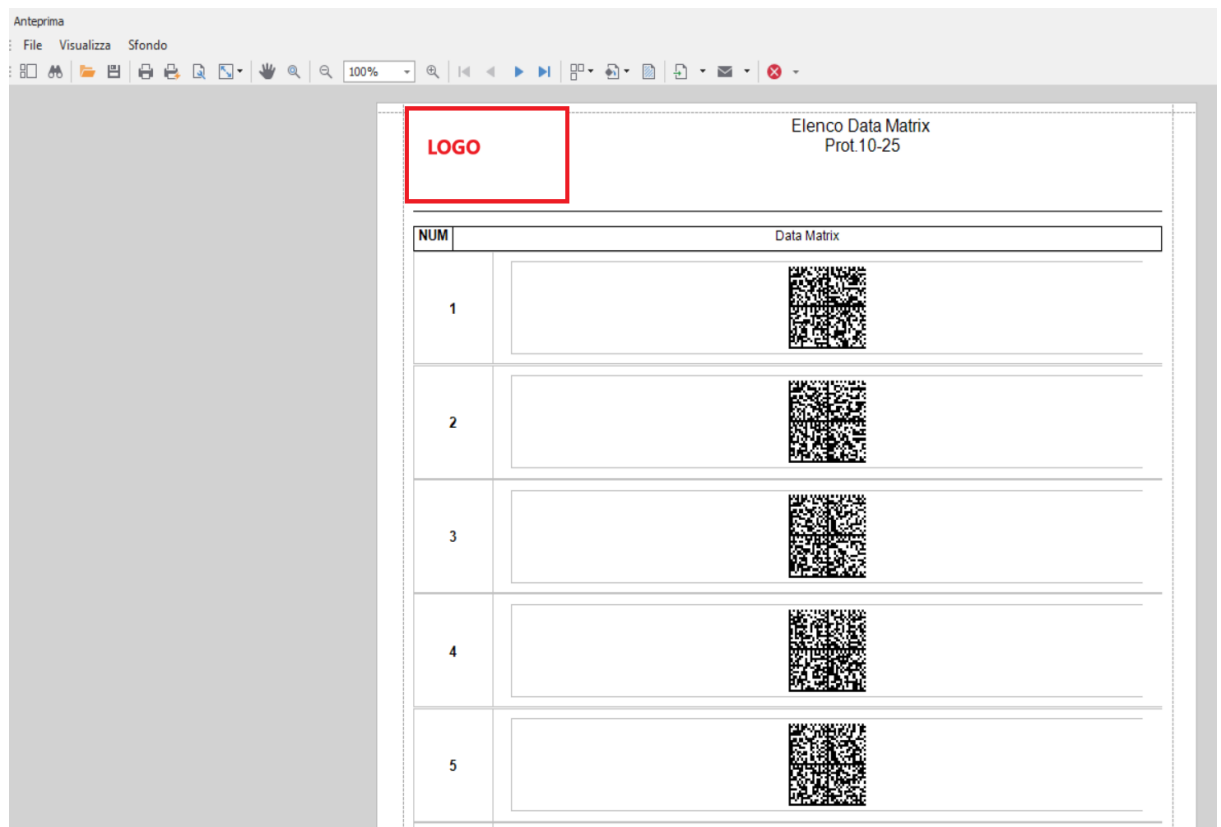 Anteprima
File Visualizza Sfondo
100%
LOGO
Elenco Data Matrix
Prot.10-25
NUM Data Matrix
1
2
3
4
5